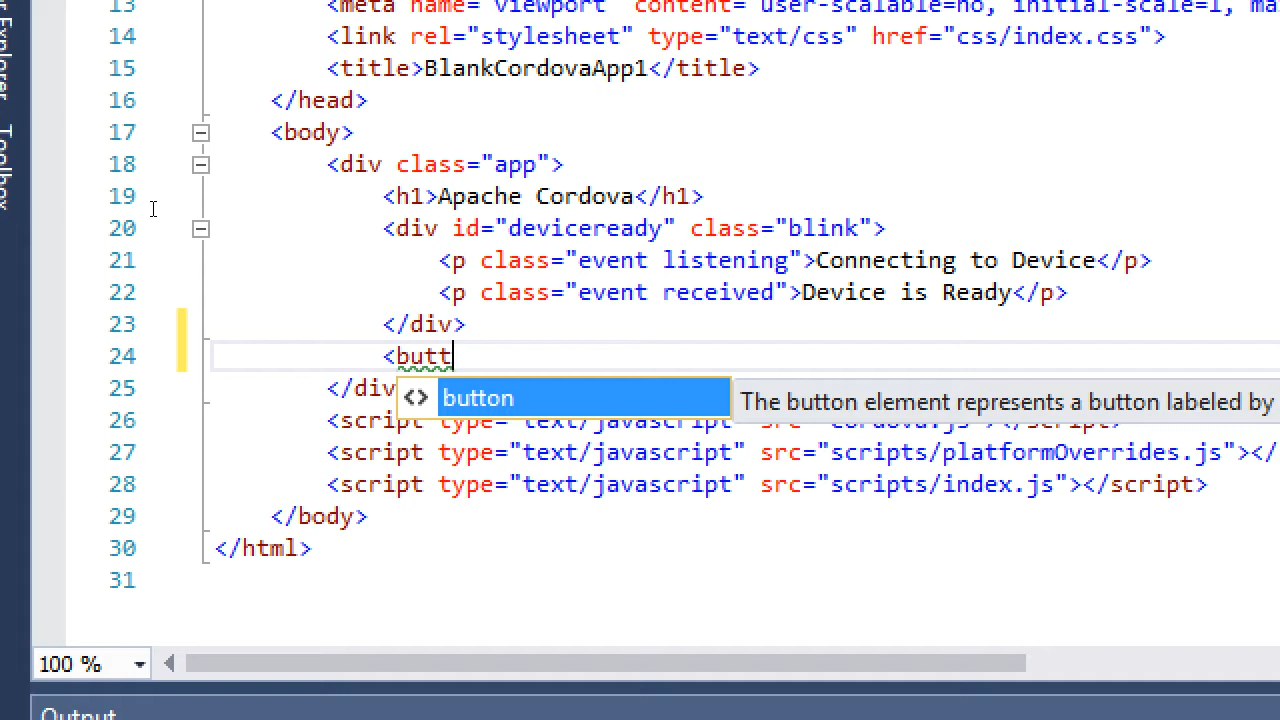 r Explorer
Toolbox
13 <meta name="viewport" content="user-scalable=no, initial-scale=1, ma
14 <link rel="stylesheet" type="text/css" href="css/index.css">
15 <title>BlankCordovaApp1</title>
16 </head>
17 <body>
18 <div class="app">
19 <h1>Apache Cordova</h1>
20 <div id="deviceready" class="blink">
21 <p class="event listening">Connecting to Device</p>
22 <p class="event received">Device is Ready</p>
23 </div>
24 <butt
25 </div
button The button element represents a button labeled by
26 <script type="text/javascript" src="cordova.js"></script>
27 <script type="text/javascript" src="scripts/platformOverrides.js"></
28 <script type="text/javascript" src="scripts/index.js"></script>
29 </body>
30 </html>
31
100 %
Output